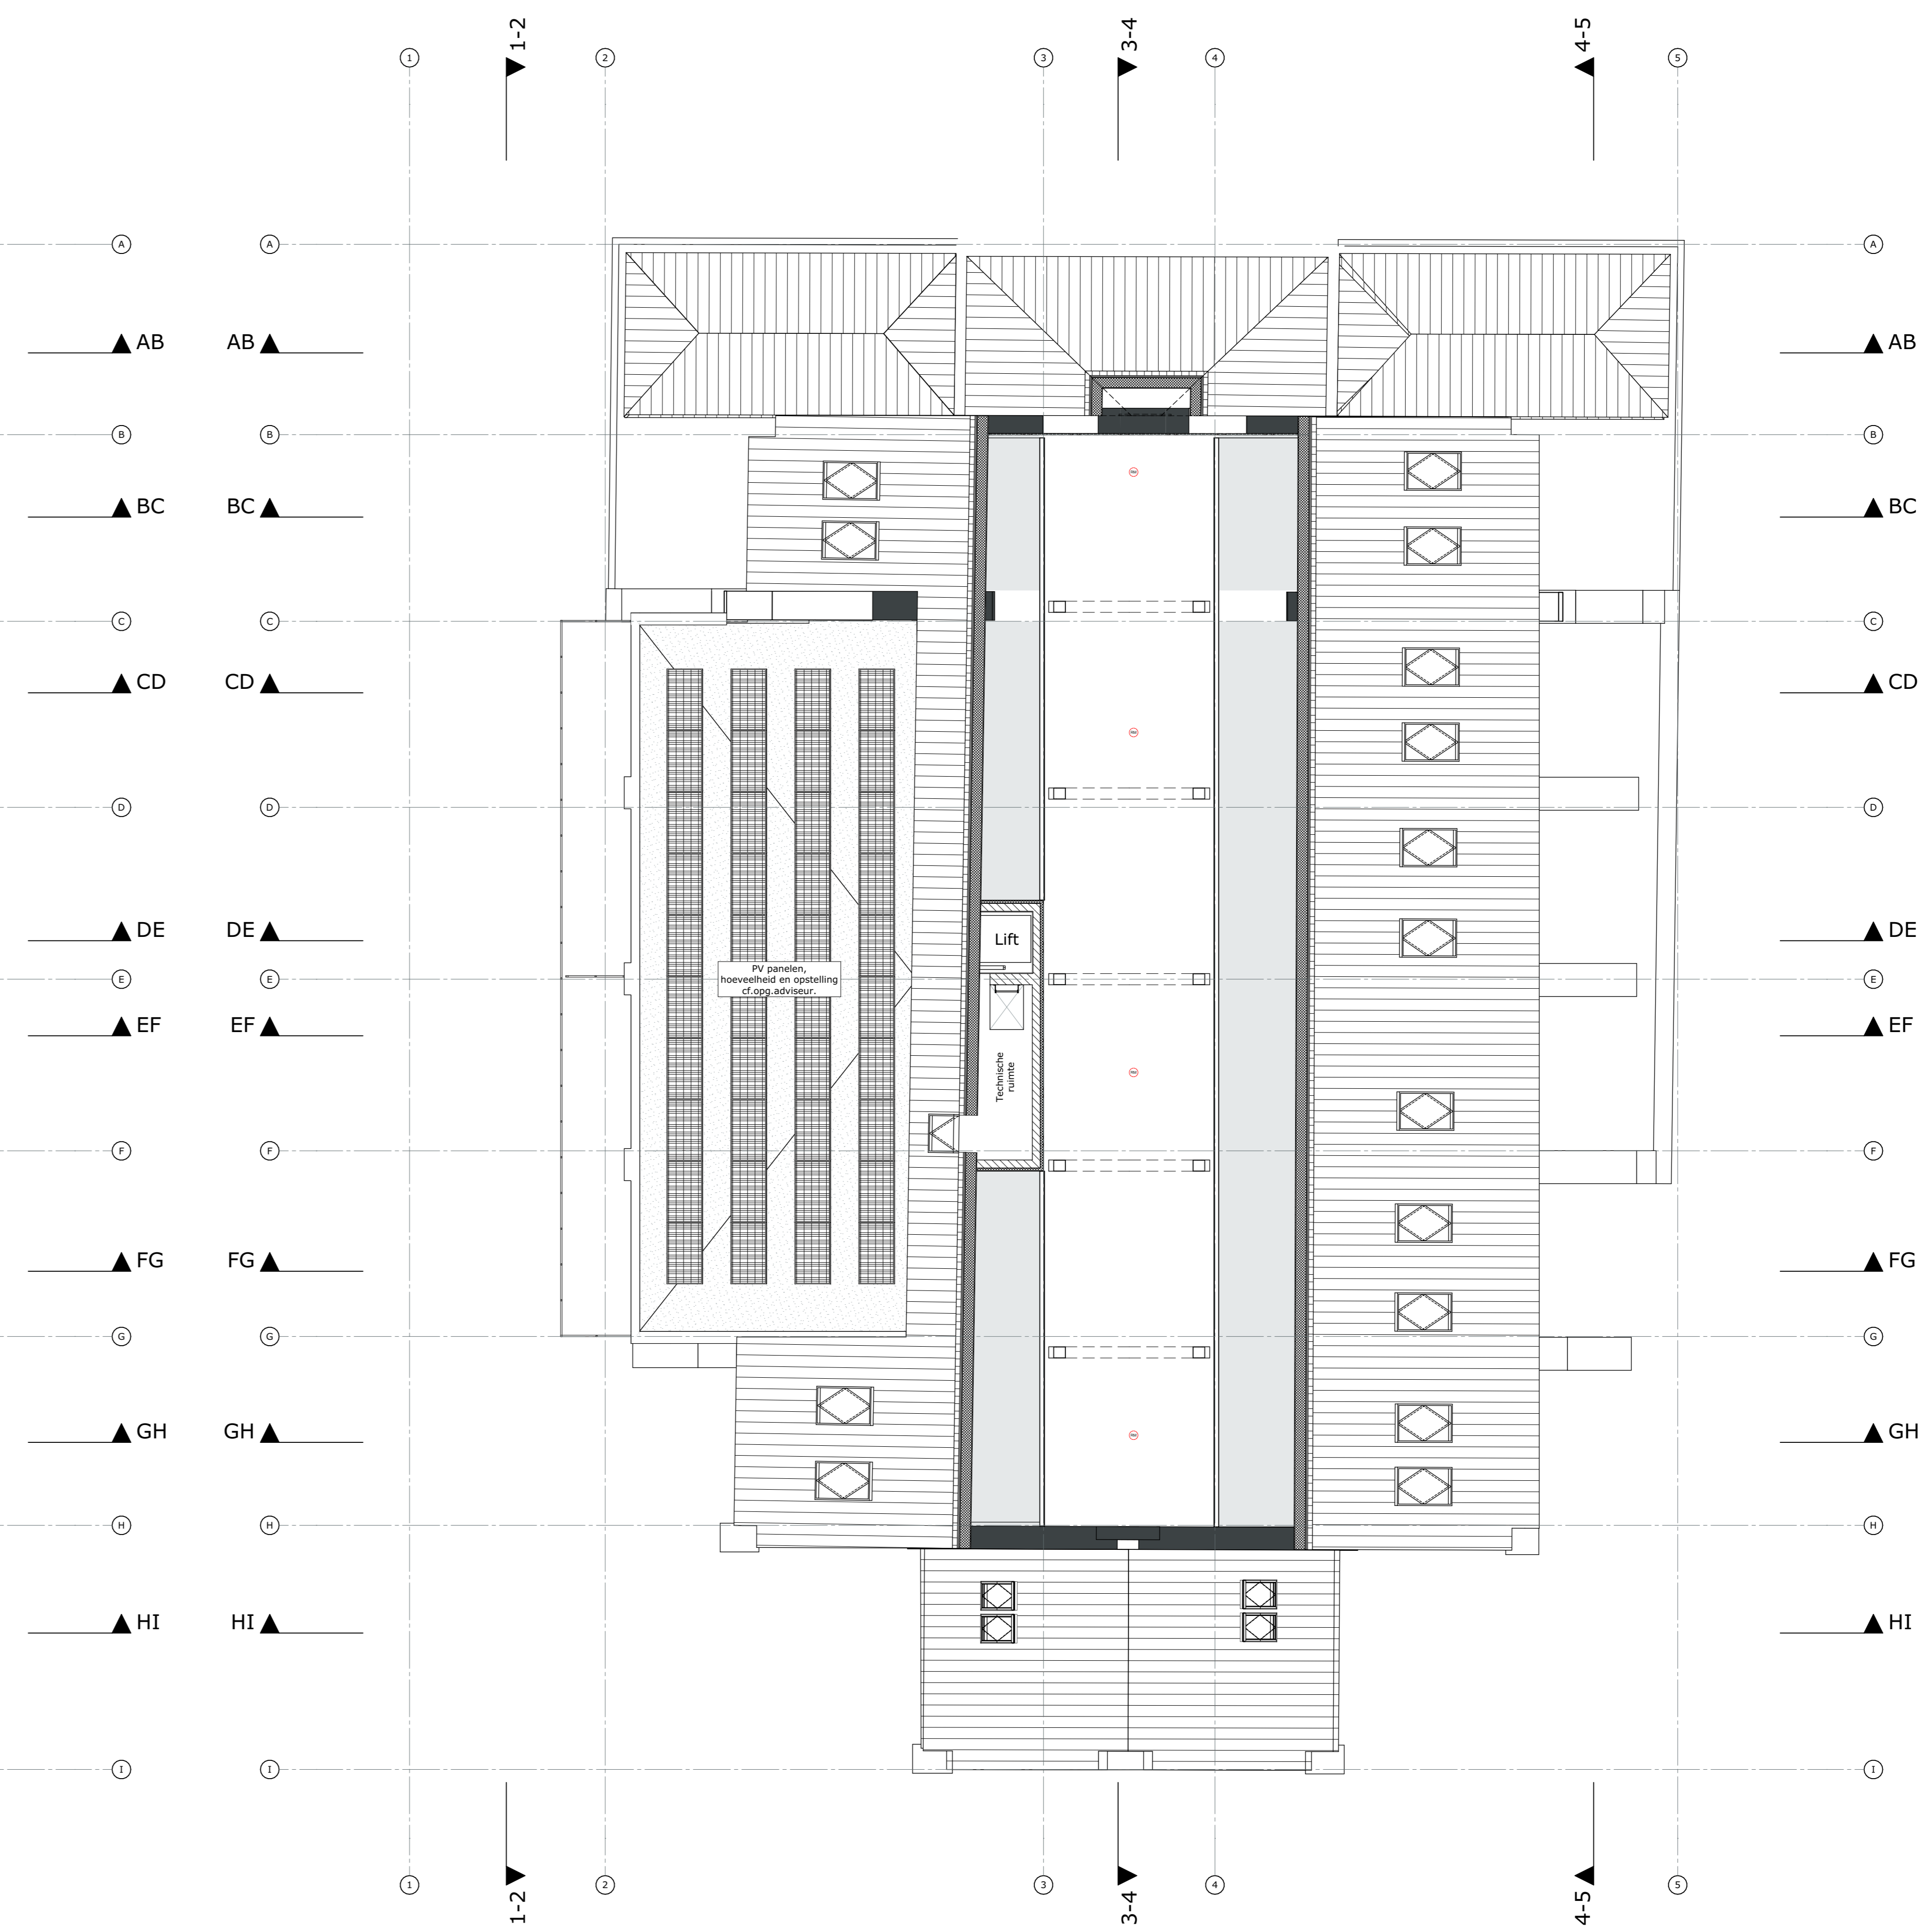 1-2
3-4
4-5
1
2
3
4
5
A
A
A
AB
AB
AB
B
B
B
BC
BC
BC
C
C
C
CD
CD
CD
D
D
D
DE
DE
DE
Lift
E
E
E
PV panelen,
hoeveelheid en opstelling
cf.opg.adviseur.
EF
EF
EF
Technische
ruimte
F
F
F
FG
FG
FG
G
G
G
GH
GH
GH
H
H
H
HI
HI
HI
I
I
I
1
2
3
4
5
1-2
3-4
4-5